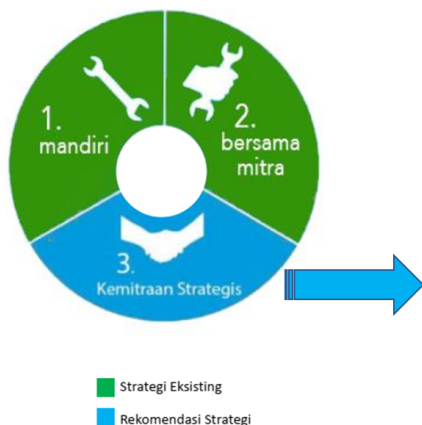 1.
mandiri
2.
bersama
mitra
3.
Kemitraan Strategis
Strategi Eksisting
Rekomendasi Strategi